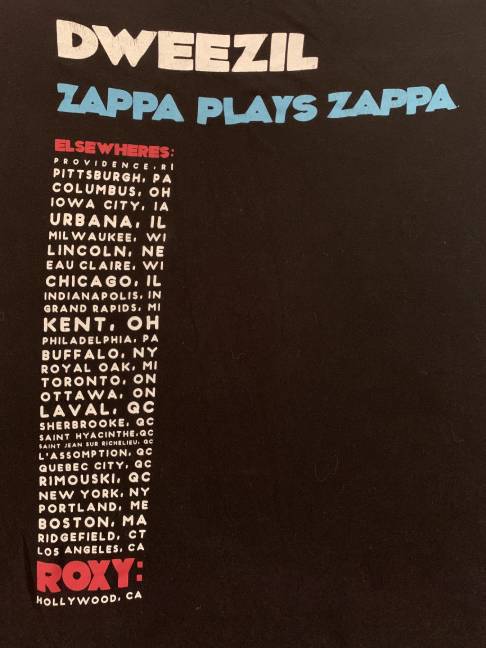 DWEEZIL
ZAPPA PLAYS ZAPPA
ELSEWHERES:
PROVIDENCE, RI
PITTSBURGH, PA
COLUMBUS, OH
IOWA CITY, IA
URBANA, IL
MILWAUKEE, WI
LINCOLN, NE
EAU CLAIRE, WI
CHICAGO, IL
INDIANAPOLIS, IN
GRAND RAPIDS, MI
KENT, OH
PHILADELPHIA, PA
BUFFALO, NY
ROYAL OAK, MI
TORONTO, ON
OTTAWA, ON
LAVAL, QC
SHERBROOKE, QC
SAINT HYACINTHE, QC
SAINT JEAN SUR RICHELIEU, QC
L'ASSOMPTION, QC
QUEBEC CITY, QC
RIMOUSKI, QC
NEW YORK, NY
PORTLAND, ME
BOSTON, MA
RIDGEFIELD, CT
LOS ANGELES, CA
ROXY:
HOLLYWOOD, CA